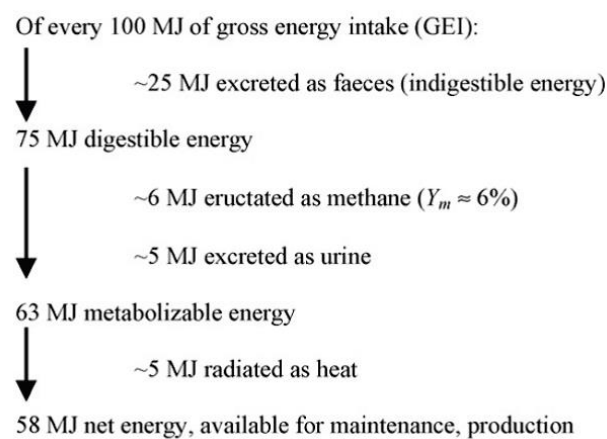 Of every 100 MJ of gross energy intake (GEI):
~25 MJ excreted as faeces (indigestible energy)
75 MJ digestible energy
~6 MJ eructated as methane (Yₘ ≈ 6%)
~5 MJ excreted as urine
63 MJ metabolizable energy
~5 MJ radiated as heat
58 MJ net energy, available for maintenance, production